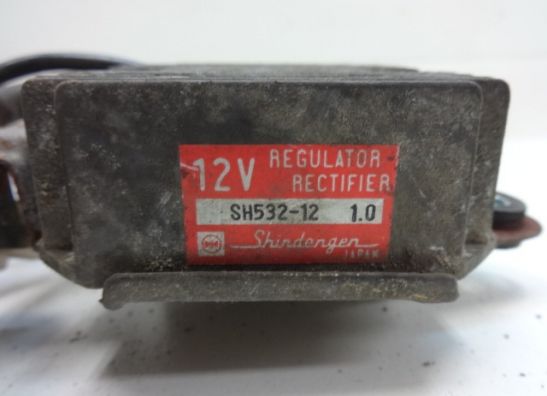 12V REGULATOR
RECTIFIER
SH532-12 1.0
Shindengen
JAPAN